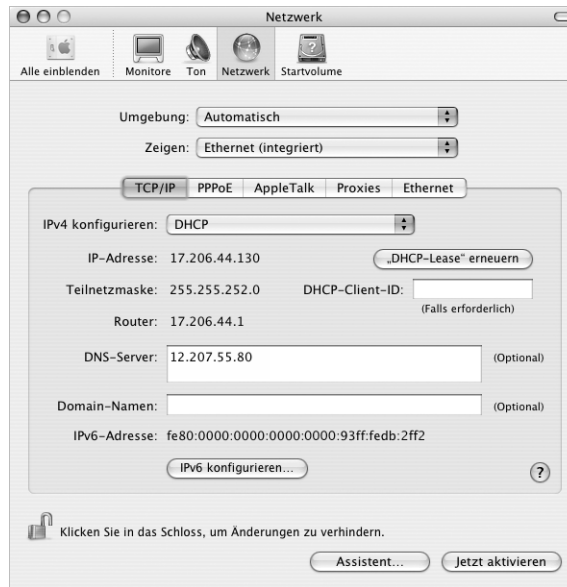 Netzwerk
Alle einblenden Monitore Ton Netzwerk Startvolume
Umgebung: Automatisch
Zeigen: Ethernet (integriert)
TCP/IP PPPoE AppleTalk Proxies Ethernet
IPv4 konfigurieren: DHCP
IP-Adresse: 17.206.44.130 „DHCP-Lease“ erneuern
Teilnetzmaske: 255.255.252.0 DHCP-Client-ID:
(Falls erforderlich)
Router: 17.206.44.1
DNS-Server: 12.207.55.80 (Optional)
Domain-Namen: (Optional)
IPv6-Adresse: fe80:0000:0000:0000:0000:93ff:fedb:2ff2
IPv6 konfigurieren... ?
Klicken Sie in das Schloss, um Änderungen zu verhindern.
Assistent... Jetzt aktivieren